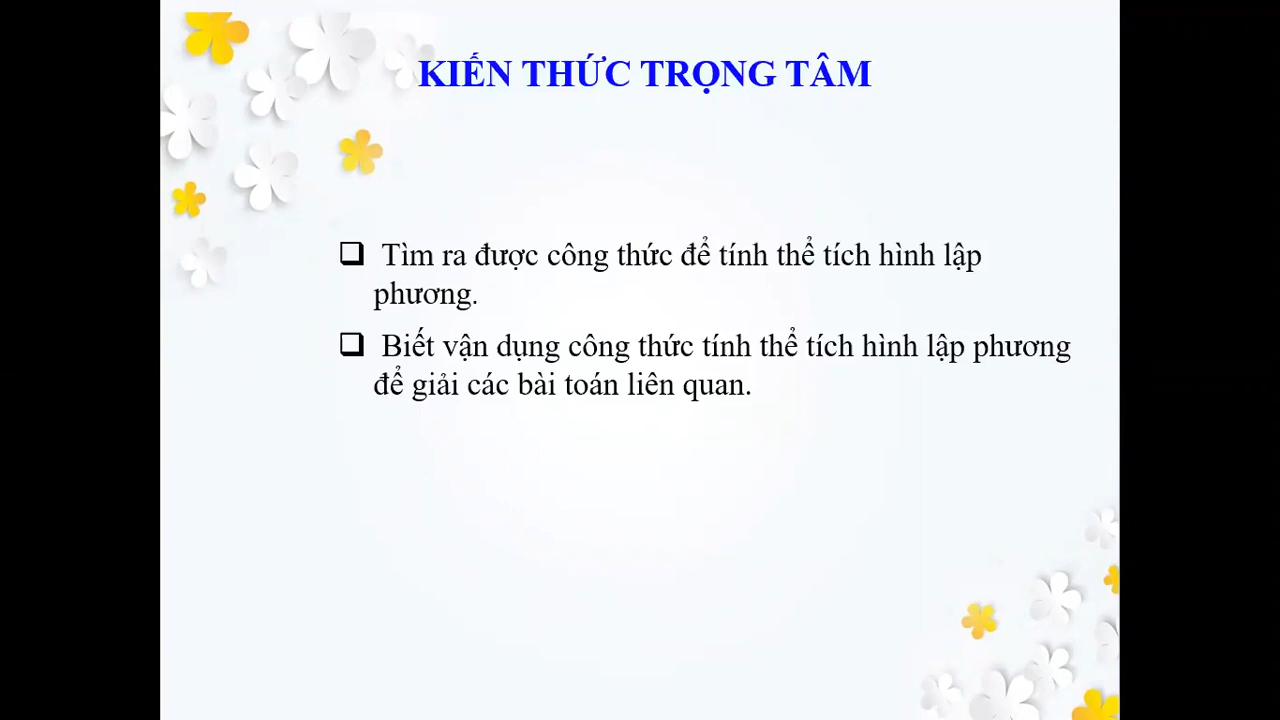 KIẾN THỨC TRỌNG TÂM
Tìm ra được công thức để tính thể tích hình lập
phương.
Biết vận dụng công thức tính thể tích hình lập phương
để giải các bài toán liên quan.